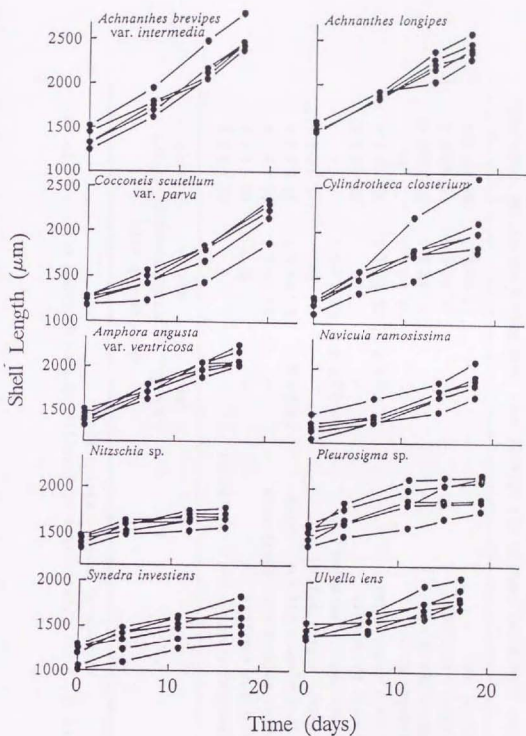 Achnanthes brevipes
var. intermedia
Achnanthes longipes
2500
2000
1500
1000
Cocconeis scutellum
var. parva
Cylindrotheca closterium
2500
2000
1500
1000
Amphora angusta
var. ventricosa
Navicula ramosissima
2000
1500
Nitzschia sp.
Pleurosigma sp.
2000
1500
Synedra investiens
Ulvella lens
2000
1500
1000
0
10
20
0
10
20
Shell Length (μm)
Time (days)